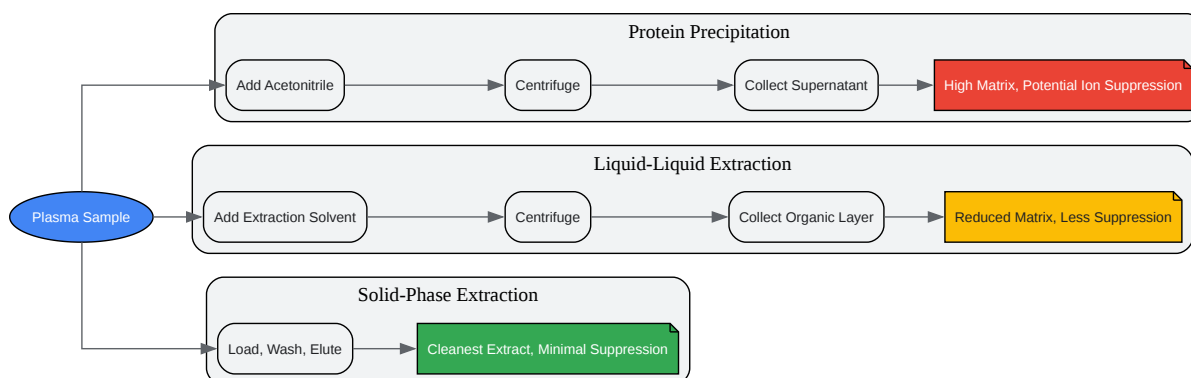 Protein Precipitation
Add Acetonitrile
Centrifuge
Collect Supernatant
High Matrix, Potential Ion Suppression
Liquid-Liquid Extraction
Plasma Sample
Add Extraction Solvent
Centrifuge
Collect Organic Layer
Reduced Matrix, Less Suppression
Solid-Phase Extraction
Load, Wash, Elute
Cleanest Extract, Minimal Suppression